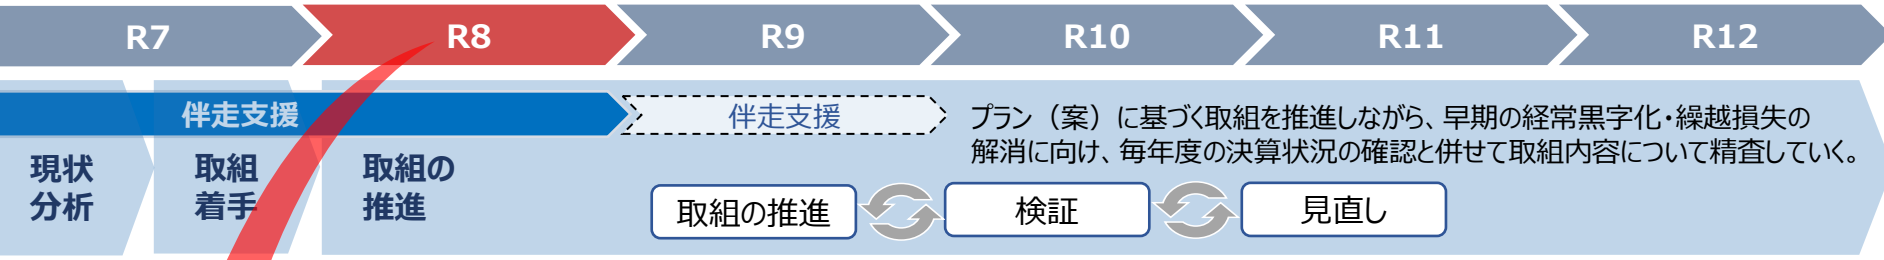 R7
R8
R9
R10
R11
R12
伴走支援
伴走支援
プラン（案）に基づく取組を推進しながら、早期の経常黒字化・繰越損失の
解消に向け、毎年度の決算状況の確認と併せて取組内容について精査していく。
現状
分析
取組
着手
取組の
推進
取組の推進
検証
見直し